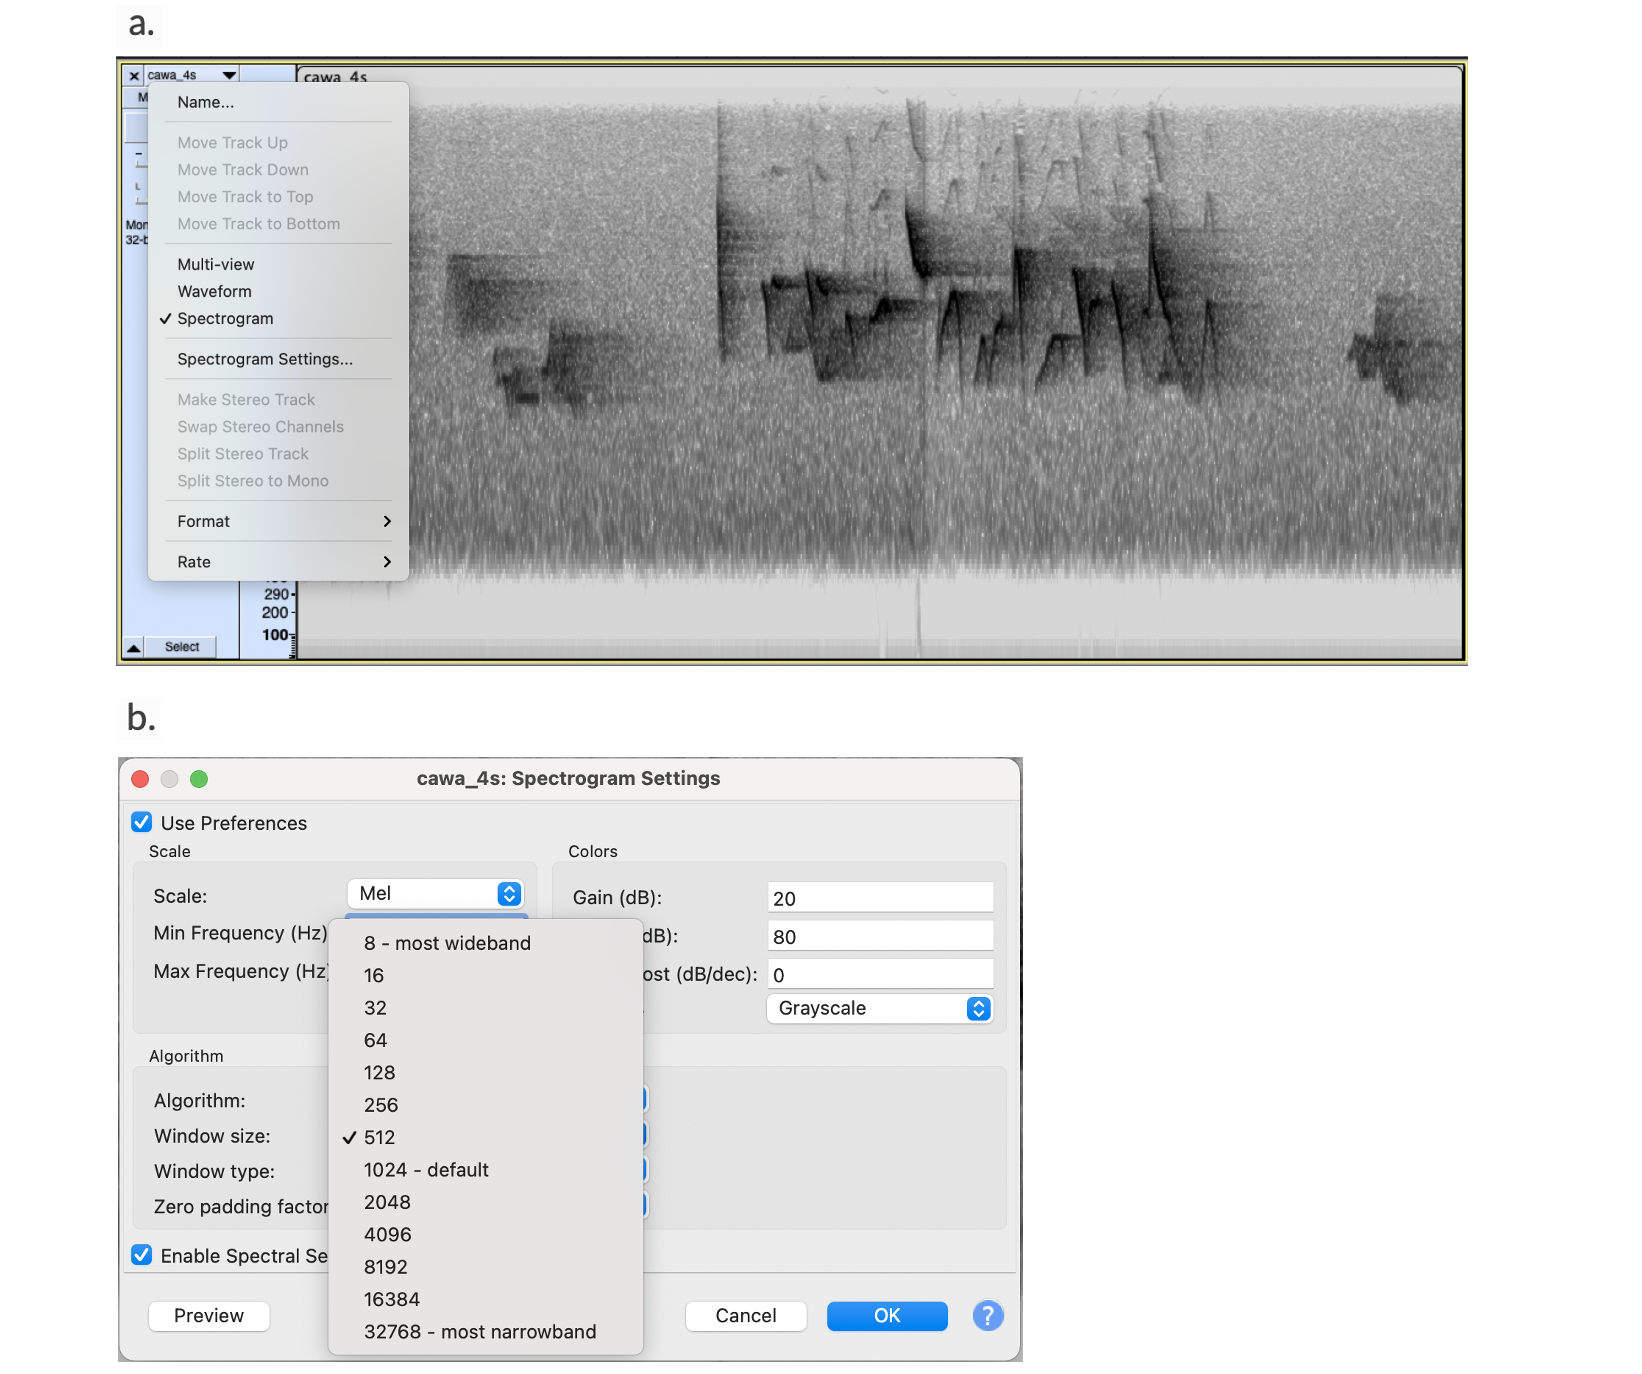 a.
cawa_4s
cawa_4s
Name...
Move Track Up
Move Track Down
Move Track to Top
Move Track to Bottom
L
Multi-view
Waveform
Spectrogram
Spectrogram Settings...
Make Stereo Track
Swap Stereo Channels
Split Stereo Track
Split Stereo to Mono
Format
Rate
290
200
100
Select
b.
cawa_4s: Spectrogram Settings
Use Preferences
Scale
Colors
Scale:
Mel
Gain (dB):
20
Min Frequency (Hz)
dB):
80
Max Frequency (Hz)
ost (dB/dec):
0
Grayscale
8 - most wideband
16
32
64
128
256
512
1024 - default
2048
4096
8192
16384
32768 - most narrowband
Algorithm
Algorithm:
Window size:
Window type:
Zero padding factor
Enable Spectral Se
Preview
Cancel
OK
?